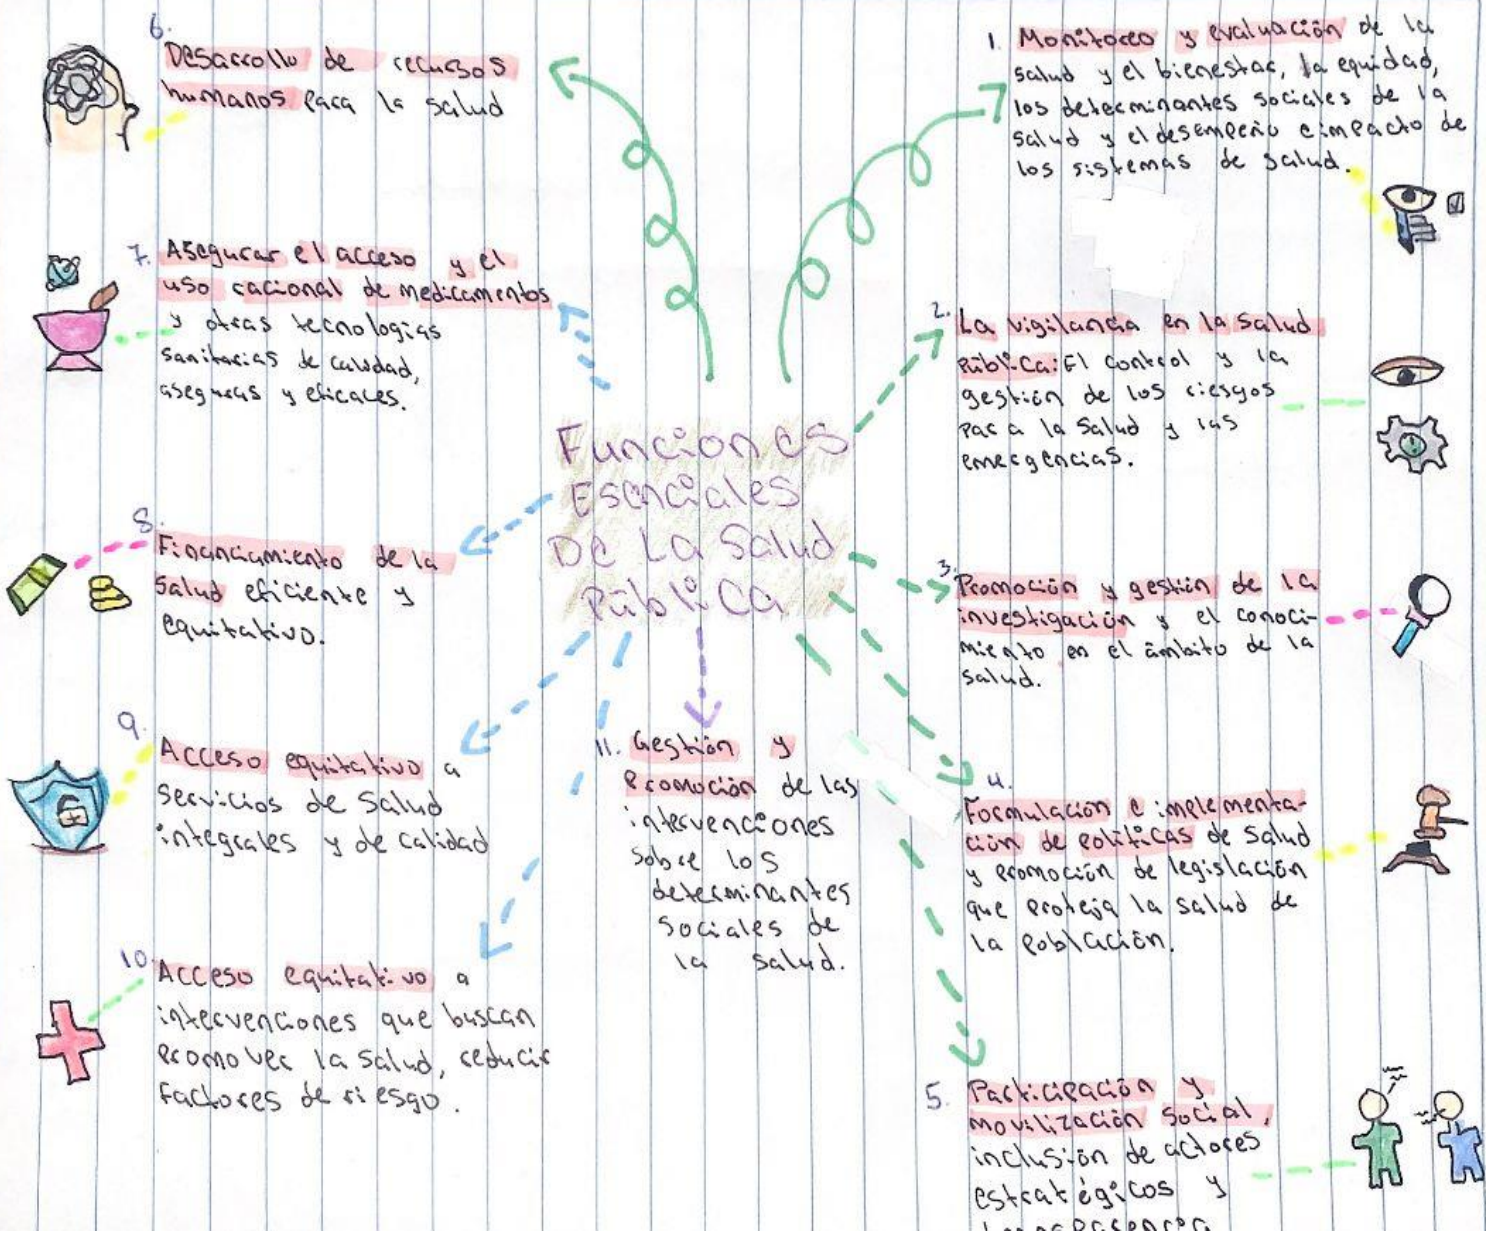 Funciones
Esenciales
De La Salud
Pública
1. Monitoreo y evaluación de la
salud y el bienestar, la equidad,
los determinantes sociales de la
salud y el desempeño e impacto de
los sistemas de salud.
2. La vigilancia en la salud
pública: El control y la
gestión de los riesgos
para la salud y las
emergencias.
3. Promoción y gestión de la
investigación y el conoci-
miento en el ámbito de la
salud.
4. Formulación e implementa-
ción de políticas de salud
y promoción de legislación
que proteja la salud de
la población.
5. Participación y
movilización social,
inclusión de actores
estratégicos y
transparencia
6. Desarrollo de recursos
humanos para la salud
7. Asegurar el acceso y el
uso racional de medicamentos
y otras tecnologias
sanitarias de calidad,
aseguras y eficaces.
8. Financiamiento de la
salud eficiente y
equitativo.
9. Acceso equitativo a
servicios de salud
integrales y de calidad
10. Acceso equitativo a
intervenciones que buscan
promover la salud, reducir
factores de riesgo.
11. Gestión y
promoción de las
intervenciones
sobre los
determinantes
sociales de
la salud.